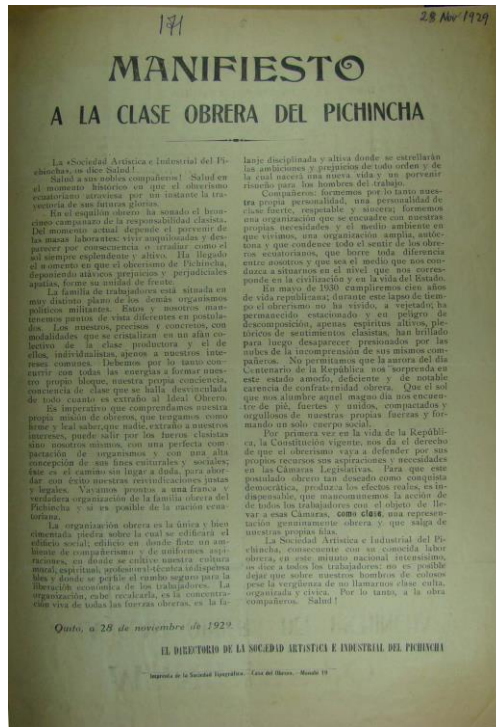 171
28 Nov 1929
MANIFIESTO
A LA CLASE OBRERA DEL PICHINCHA
La «Sociedad Artística e Industrial del Pi-
chincha», os dice Salud!
Salud a sus nobles compañeros! Salud en
el momento histórico en que el obrerismo
ecuatoriano atraviesa por un instante la tra-
yectoria de sus futuras glorias.
En el esquilón obrero ha sonado el bron-
cíneo campanazo de la responsabilidad clasista.
Del momento actual depende el porvenir de
las masas laborantes: vivir aniquilosadas y des-
parecer por consecuencia o irradiar como el
sol siempre esplendente y altivo. Ha llegado
el momento en que el obrerismo de Pichincha,
deponiendo atávicos prejuicios y perjudiciales
apatías, forme su unidad de frente.
La familia de trabajadores está situada en
muy distinto plano de los demás organismos
políticos militantes. Estos y nosotros man-
tenemos puntos de vista diferentes en postula-
dos. Los nuestros, precisos y concretos, con
modalidades que se cristalizan en un afán co-
lectivo de la clase productora y el de
ellos, individualistas, ajenos a nuestros inte-
reses comunes. Debemos por lo tanto con-
currir con todas las energías a formar nues-
tro propio bloque, nuestra propia conciencia,
conciencia de clase que se halla desvinculada
de todo cuanto es extraño al Ideal Obrero.
Es imperativo que comprendamos nuestra
propia misión de obreros, que tengamos como
firme y leal saber, que nadie, extraño a nuestros
intereses, puede salir por los fueros clasistas
sino nosotros mismos, con una perfecta com-
pactación de organismos y con una alta
concepción de sus fines culturales y sociales;
éste es el camino sin lugar a duda, para abor-
dar con éxito nuestras reivindicaciones justas
y legales. Vayamos pronto a una franca y
verdadera organización de la familia obrera del
Pichincha y si es posible de la nación ecua-
toriana.
La organización obrera es la única y bien
cimentada piedra sobre la cual se edificará el
edificio social; edificio en donde flote un am-
biente de compañerismo y de uniformes aspi-
raciones, en donde se cultive nuestra cultura
moral, espiritual, profesional-técnica indispensa
bles y donde se perfile el rumbo seguro para la
liberación económica de los trabajadores. La
organización, cabe recalcarla, es la concentra-
ción viva de todas las fuerzas obreras, es la fa-
lanje disciplinada y altiva donde se estrellarán
las ambiciones y prejuicios de todo orden y de
la cual nacerá una nueva vida y un porvenir
risueño para los hombres del trabajo.
Compañeros: formemos por lo tanto nues-
tra propia personalidad, una personalidad de
clase fuerte, respetable y sincera; formemos
una organización que se encuadre con nuestras
propias necesidades y el medio ambiente en
que vivimos, una organización amplia, autóc-
tona y que condence todo el sentir de los obre-
ros ecuatorianos, que borre toda diferencia
entre nosotros y que sea el medio que nos con-
duzca a situarnos en el nivel que nos corres-
ponde en la civilización y en la vida del Estado.
En mayo de 1930 cumpliremos cien años
de vida republicana; durante este lapso de tiem-
po el obrerismo no ha vivido, a vejetado; ha
permanecido estacionado y en peligro de
descomposición, apenas espíritus altivos, ple-
tóricos de sentimientos clasistas, han brillado
para luego desaparecer presionados por las
nubes de la incomprensión de sus mismos com-
pañeros. No permitamos que la aurora del día
Centenario de la República nos sorprenda en
este estado amorfo, deficiente y de notable
carencia de confraternidad obrera. Que el sol
que nos alumbre aquel magno día nos encuen-
tre de pié, fuertes y unidos, compactados y
orgullosos de nuestras propias fuerzas y for-
mando un solo cuerpo social.
Por primera vez en la vida de la Repúbli-
ca, la Constitución vigente, nos da el derecho
de que el obrerismo vaya a defender por sus
propios recursos sus aspiraciones y necesidades
a las Cámaras Legislativas. Para que este
postulado obrero tan deseado como conquista
democrática, produzca los efectos reales, es in-
dispensable, que mancomunemos la acción de
de todos los trabajadores con el objeto de lle-
var a esas Cámaras, como clase, una represen-
tación genuinamente obrera y que salga de
nuestras propias filas.
La Sociedad Artística e Industrial del Pi-
chincha, consecuente con su conocida labor
obrera, en este minuto nacional intensísimo,
os dice a todos los trabajadores: no es posible
dejar que sobre nuestros hombros de colosos
pese la vergüenza de no llamarnos clase culta,
organizada y cívica. Por lo tanto, a la obra
compañeros. Salud!
Quito, a 28 de noviembre de 1929.
EL DIRECTORIO DE LA SOCIEDAD ARTISTICA E INDUSTRIAL DEL PICHINCHA
Imprenta de la Sociedad Tipográfica.—Casa del Obrero.—Manabí 19